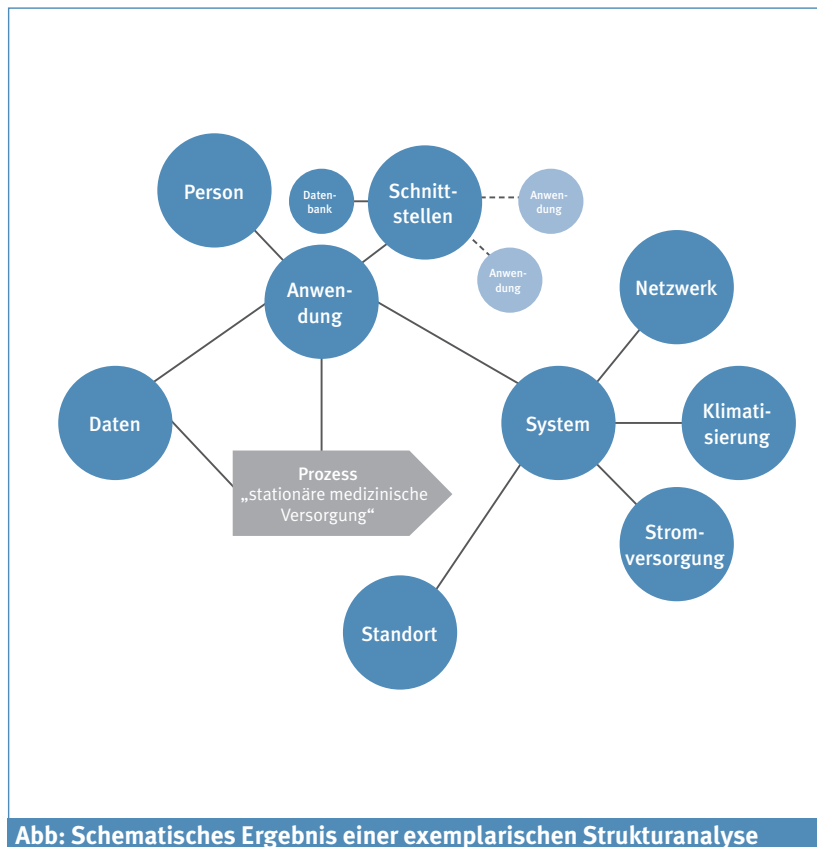 Person
Daten-
bank
Schnitt-
stellen
Anwen-
dung
Anwen-
dung
Anwen-
dung
Netzwerk
Daten
System
Klimati-
sierung
Prozess
„stationäre medizinische
Versorgung“
Strom-
versorgung
Standort
Abb: Schematisches Ergebnis einer exemplarischen Strukturanalyse